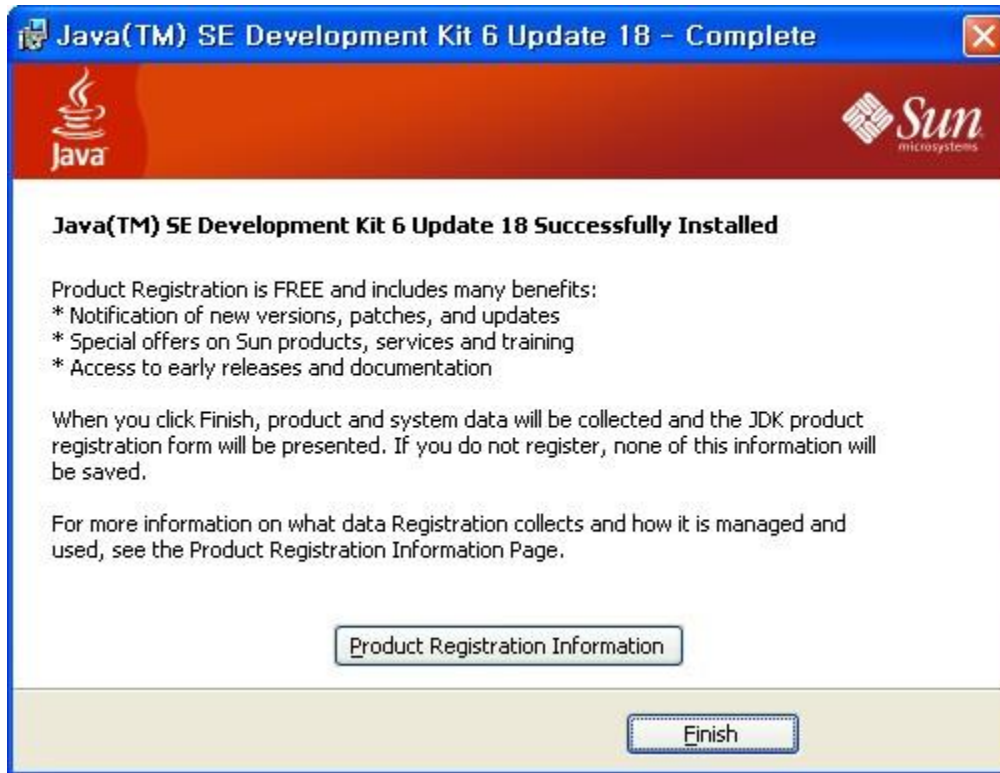 Java(TM) SE Development Kit 6 Update 18 - Complete
Java
Sun
microsystems
Java(TM) SE Development Kit 6 Update 18 Successfully Installed
Product Registration is FREE and includes many benefits:
* Notification of new versions, patches, and updates
* Special offers on Sun products, services and training
* Access to early releases and documentation
When you click Finish, product and system data will be collected and the JDK product
registration form will be presented. If you do not register, none of this information will
be saved.
For more information on what data Registration collects and how it is managed and
used, see the Product Registration Information Page.
Product Registration Information
Finish